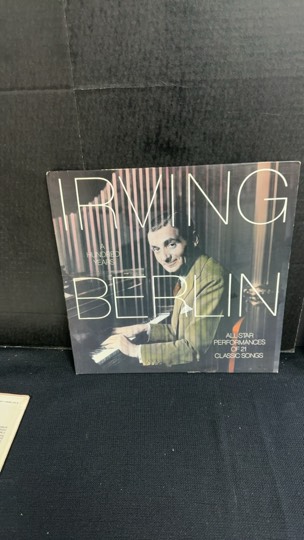 IRVING
A
HUNDRED
YEARS
BERLIN
ALL-STAR
PERFORMANCES
OF 21
CLASSIC SONGS